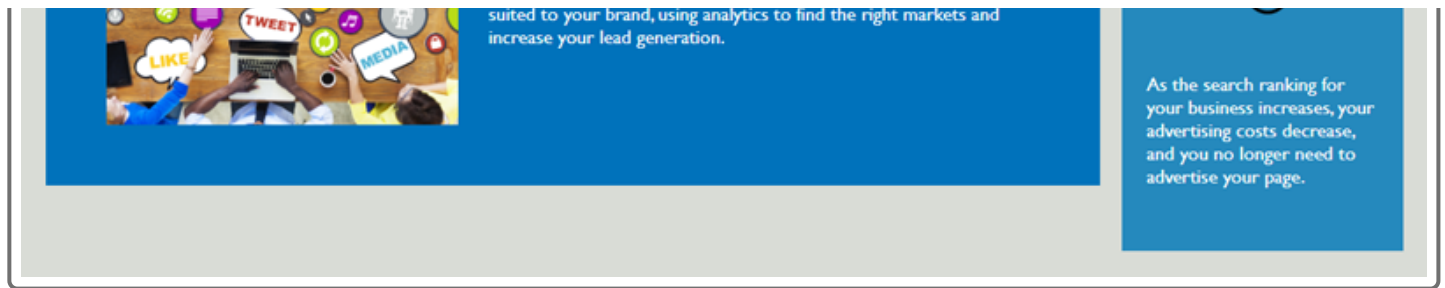 suited to your brand, using analytics to find the right markets and
increase your lead generation.
TWEET
LIKE
MEDIA
As the search ranking for
your business increases, your
advertising costs decrease,
and you no longer need to
advertise your page.